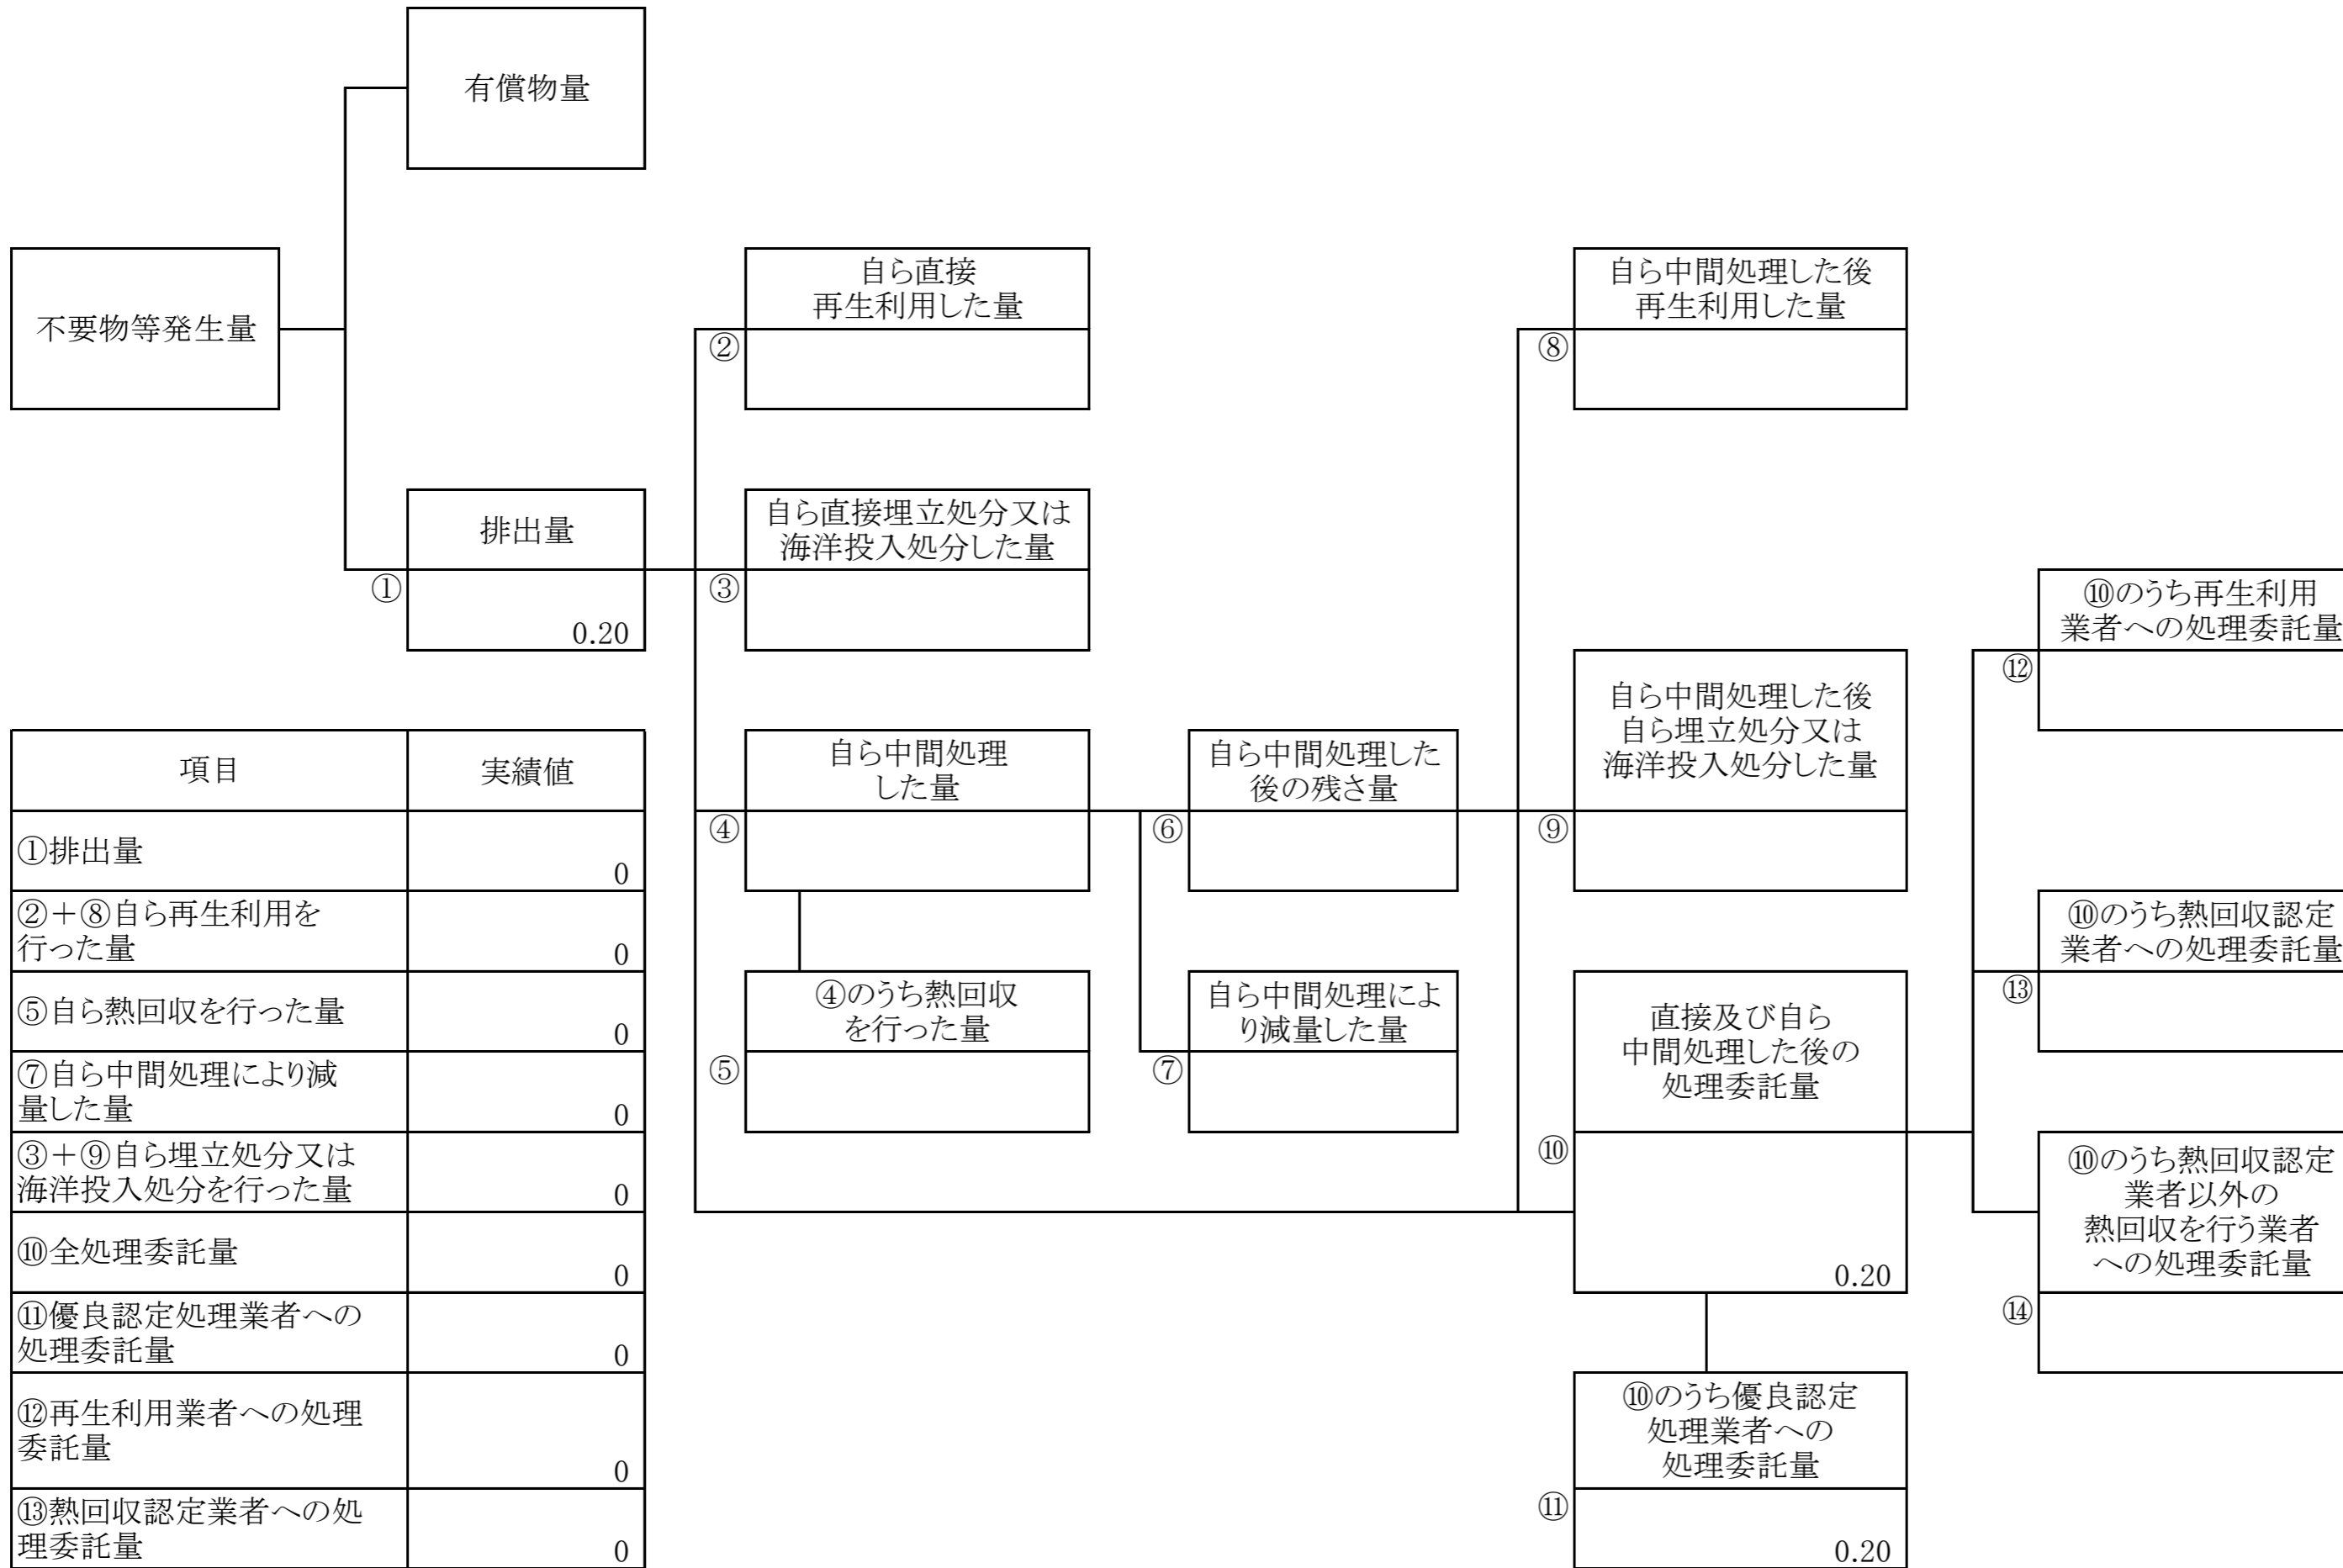 有償物量
不要物等発生量
自ら直接
再生利用した量
②
自ら中間処理した後
再生利用した量
⑧
排出量
①
0.20
自ら直接埋立処分又は
海洋投入処分した量
③
⑩のうち再生利用
業者への処理委託量
⑫
自ら中間処理した後
自ら埋立処分又は
海洋投入処分した量
⑨
自ら中間処理
した量
④
自ら中間処理した
後の残さ量
⑥
⑩のうち熱回収認定
業者への処理委託量
⑬
④のうち熱回収
を行った量
⑤
自ら中間処理によ
り減量した量
⑦
直接及び自ら
中間処理した後の
処理委託量
⑩
0.20
⑩のうち熱回収認定
業者以外の
熱回収を行う業者
への処理委託量
⑭
⑩のうち優良認定
処理業者への
処理委託量
⑪
0.20
項目
実績値
①排出量
0
②＋⑧自ら再生利用を
行った量
0
⑤自ら熱回収を行った量
0
⑦自ら中間処理により減
量した量
0
③＋⑨自ら埋立処分又は
海洋投入処分を行った量
0
⑩全処理委託量
0
⑪優良認定処理業者への
処理委託量
0
⑫再生利用業者への処理
委託量
0
⑬熱回収認定業者への処
理委託量
0